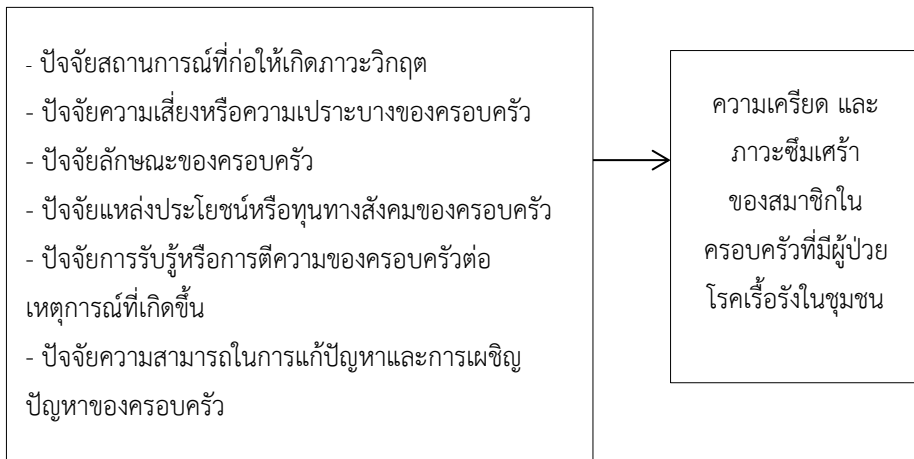 - ปัจจัยสถานการณ์ที่ก่อให้เกิดภาวะวิกฤต
- ปัจจัยความเสี่ยงหรือความเปราะบางของครอบครัว
- ปัจจัยลักษณะของครอบครัว
- ปัจจัยแหล่งประโยชน์หรือทุนทางสังคมของครอบครัว
- ปัจจัยการรับรู้หรือการตีความของครอบครัวต่อ
เหตุการณ์ที่เกิดขึ้น
- ปัจจัยความสามารถในการแก้ปัญหาและการเผชิญ
ปัญหาของครอบครัว
ความเครียด และ
ภาวะซึมเศร้า
ของสมาชิกใน
ครอบครัวที่มีผู้ป่วย
โรคเรื้อรังในชุมชน